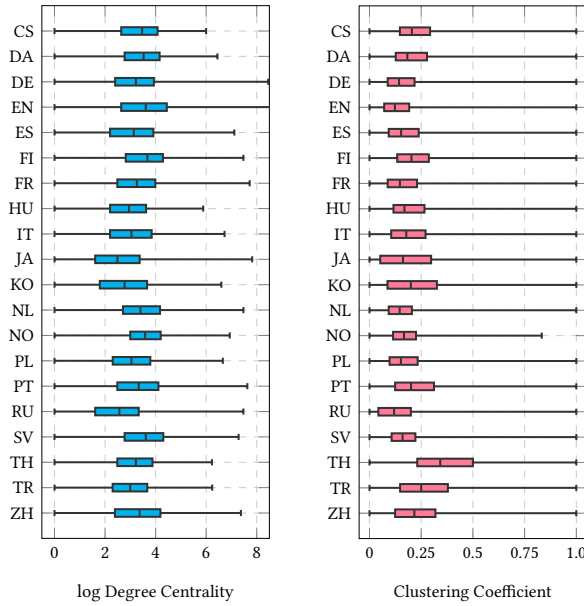 CS CS
DA DA
DE DE
EN EN
ES ES
FI FI
FR FR
HU HU
IT IT
JA JA
KO KO
NL NL
NO NO
PL PL
PT PT
RU RU
SV SV
TH TH
TR TR
ZH ZH
0 2 4 6 8 0 0.25 0.5 0.75 1.0
log Degree Centrality Clustering Coefficient